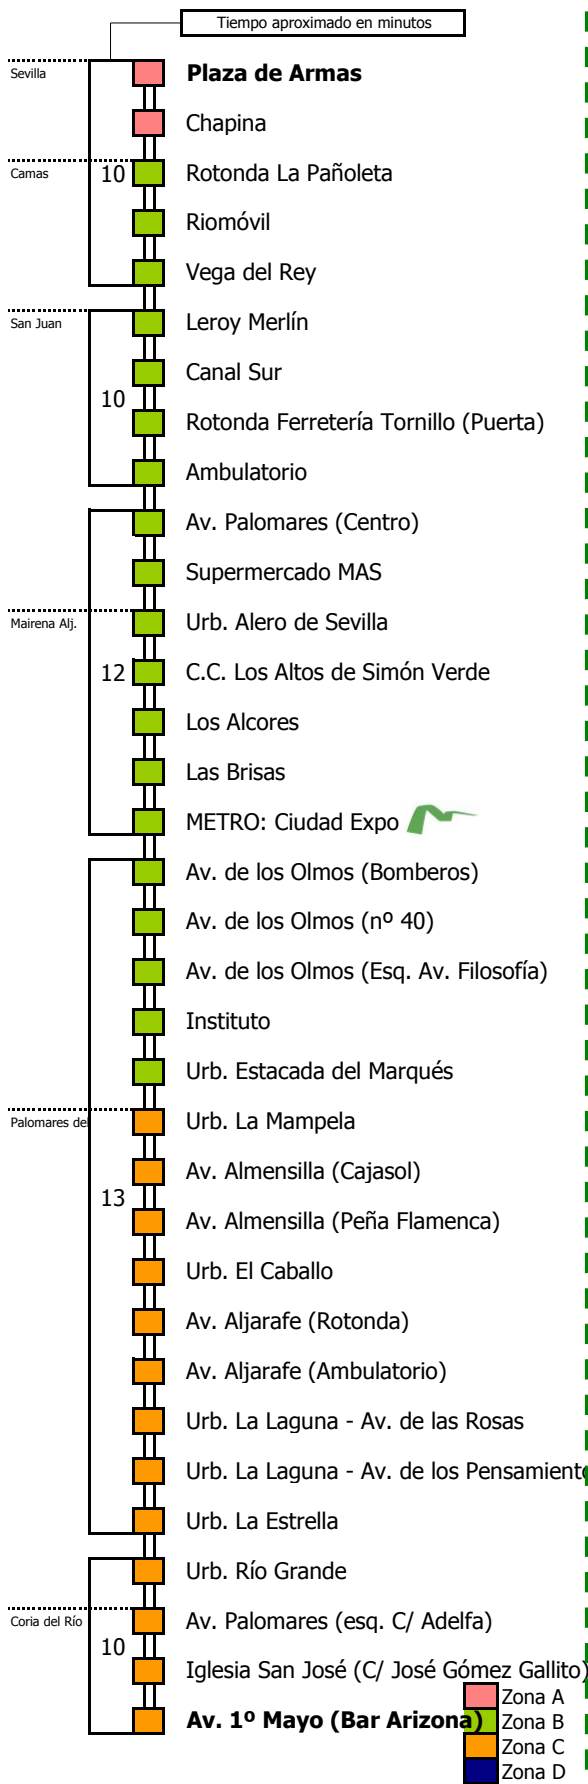 Tiempo aproximado en minutos
Sevilla
Plaza de Armas
Chapina
Camas
10
Rotonda La Pañoleta
Riomóvil
Vega del Rey
San Juan
Leroy Merlín
Canal Sur
10
Rotonda Ferretería Tornillo (Puerta)
Ambulatorio
Av. Palomares (Centro)
Supermercado MAS
Mairena Alj.
Urb. Alero de Sevilla
12
C.C. Los Altos de Simón Verde
Los Alcores
Las Brisas
METRO: Ciudad Expo
Av. de los Olmos (Bomberos)
Av. de los Olmos (nº 40)
Av. de los Olmos (Esq. Av. Filosofía)
Instituto
Urb. Estacada del Marqués
Palomares del
Urb. La Mampela
Av. Almensilla (Cajasol)
13
Av. Almensilla (Peña Flamenca)
Urb. El Caballo
Av. Aljarafe (Rotonda)
Av. Aljarafe (Ambulatorio)
Urb. La Laguna - Av. de las Rosas
Urb. La Laguna - Av. de los Pensamiento
Urb. La Estrella
Urb. Río Grande
Coria del Río
Av. Palomares (esq. C/ Adelfa)
10
Iglesia San José (C/ José Gómez Gallito)
Av. 1º Mayo (Bar Arizona)
Zona A
Zona B
Zona C
Zona D